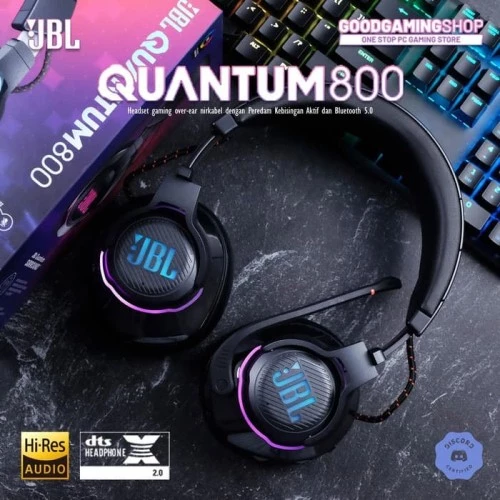 JBL
GOODGAMINGSHOP
ONE STOP PC GAMING STORE
QUANTUM800
Headset gaming over-ear nirkabel dengan Peredam Kebisingan Aktif dan Bluetooth 5.0
JBL QUANTUM800
JBL
JBL
Hi-Res
AUDIO
dts
HEADPHONE X
2.0
DISCORD
CERTIFIED